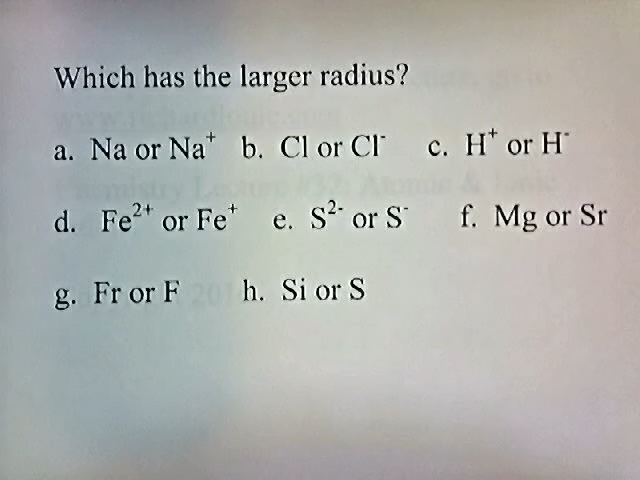 Which has the larger radius?
a. Na or Na⁺ b. Cl or Cl⁻ c. H⁺ or H⁻
d. Fe²⁺ or Fe⁺ e. S²⁻ or S⁻ f. Mg or Sr
g. Fr or F h. Si or S